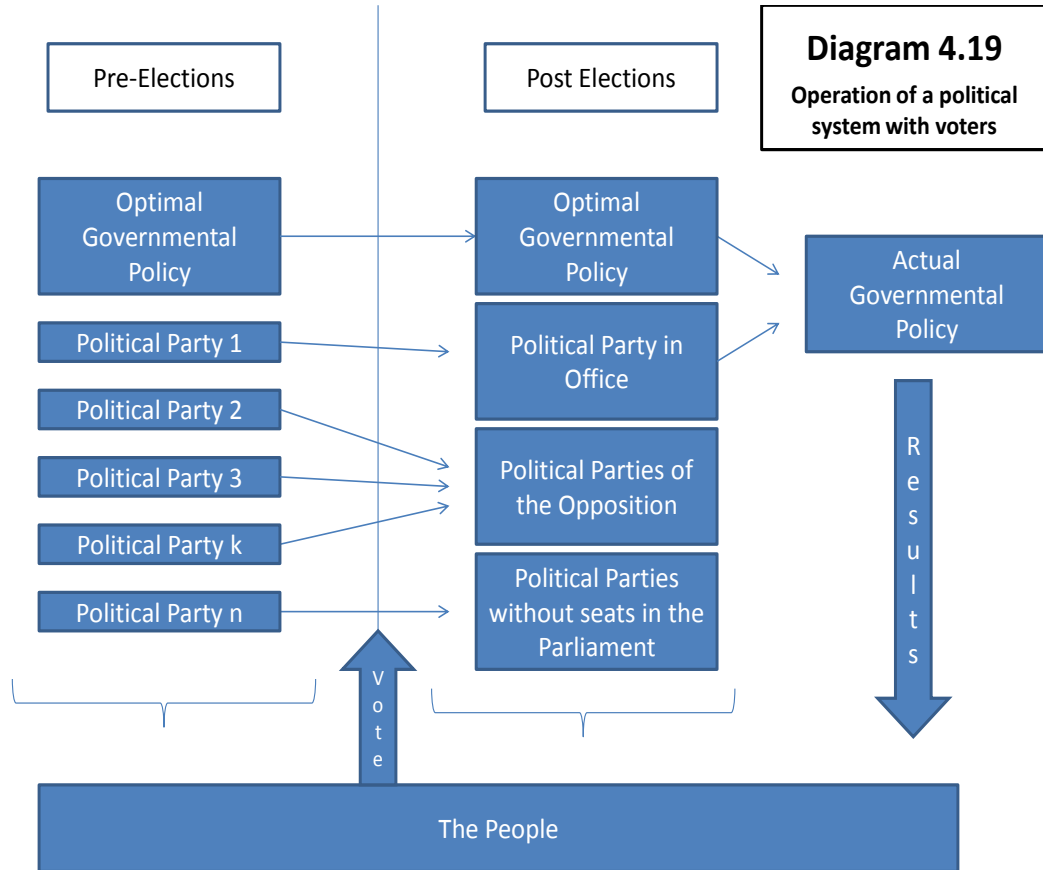 Pre-Elections
Post Elections
Diagram 4.19
Operation of a political
system with voters
Optimal
Governmental
Policy
Optimal
Governmental
Policy
Actual
Governmental
Policy
Political Party 1
Political Party in
Office
Political Party 2
Political Party 3
Political Parties of
the Opposition
Political Party k
Political Party n
Political Parties
without seats in the
Parliament
Vote
Results
The People